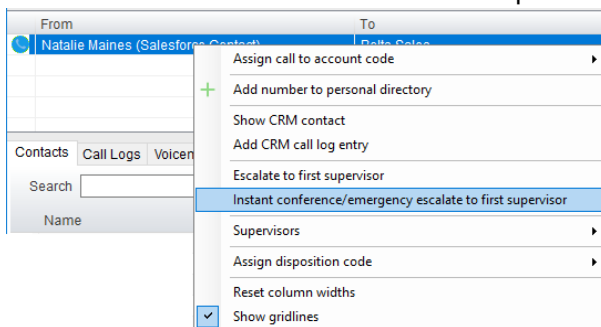 From To
Natalie Maines (Salesforce Contact)
Assign call to account code
Add number to personal directory
Show CRM contact
Add CRM call log entry
Contacts Call Logs Voicem
Escalate to first supervisor
Search
Instant conference/emergency escalate to first supervisor
Name
Supervisors
Assign disposition code
Reset column widths
Show gridlines